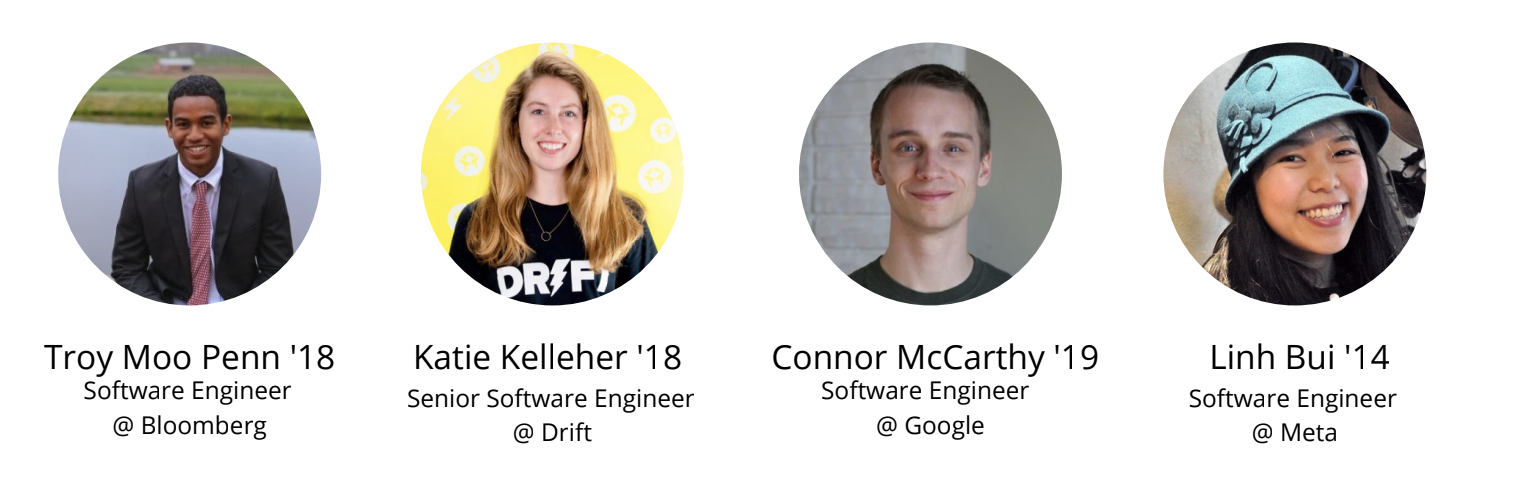 DRIFT
Troy Moo Penn '18
Software Engineer
@ Bloomberg
Katie Kelleher '18
Senior Software Engineer
@ Drift
Connor McCarthy '19
Software Engineer
@ Google
Linh Bui '14
Software Engineer
@ Meta